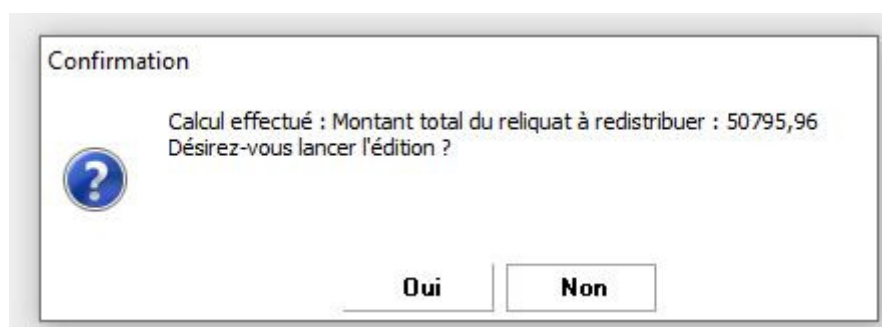 Confirmation
Calcul effectué : Montant total du reliquat à redistribuer : 50795,96
Désirez-vous lancer l'édition ?
Oui
Non